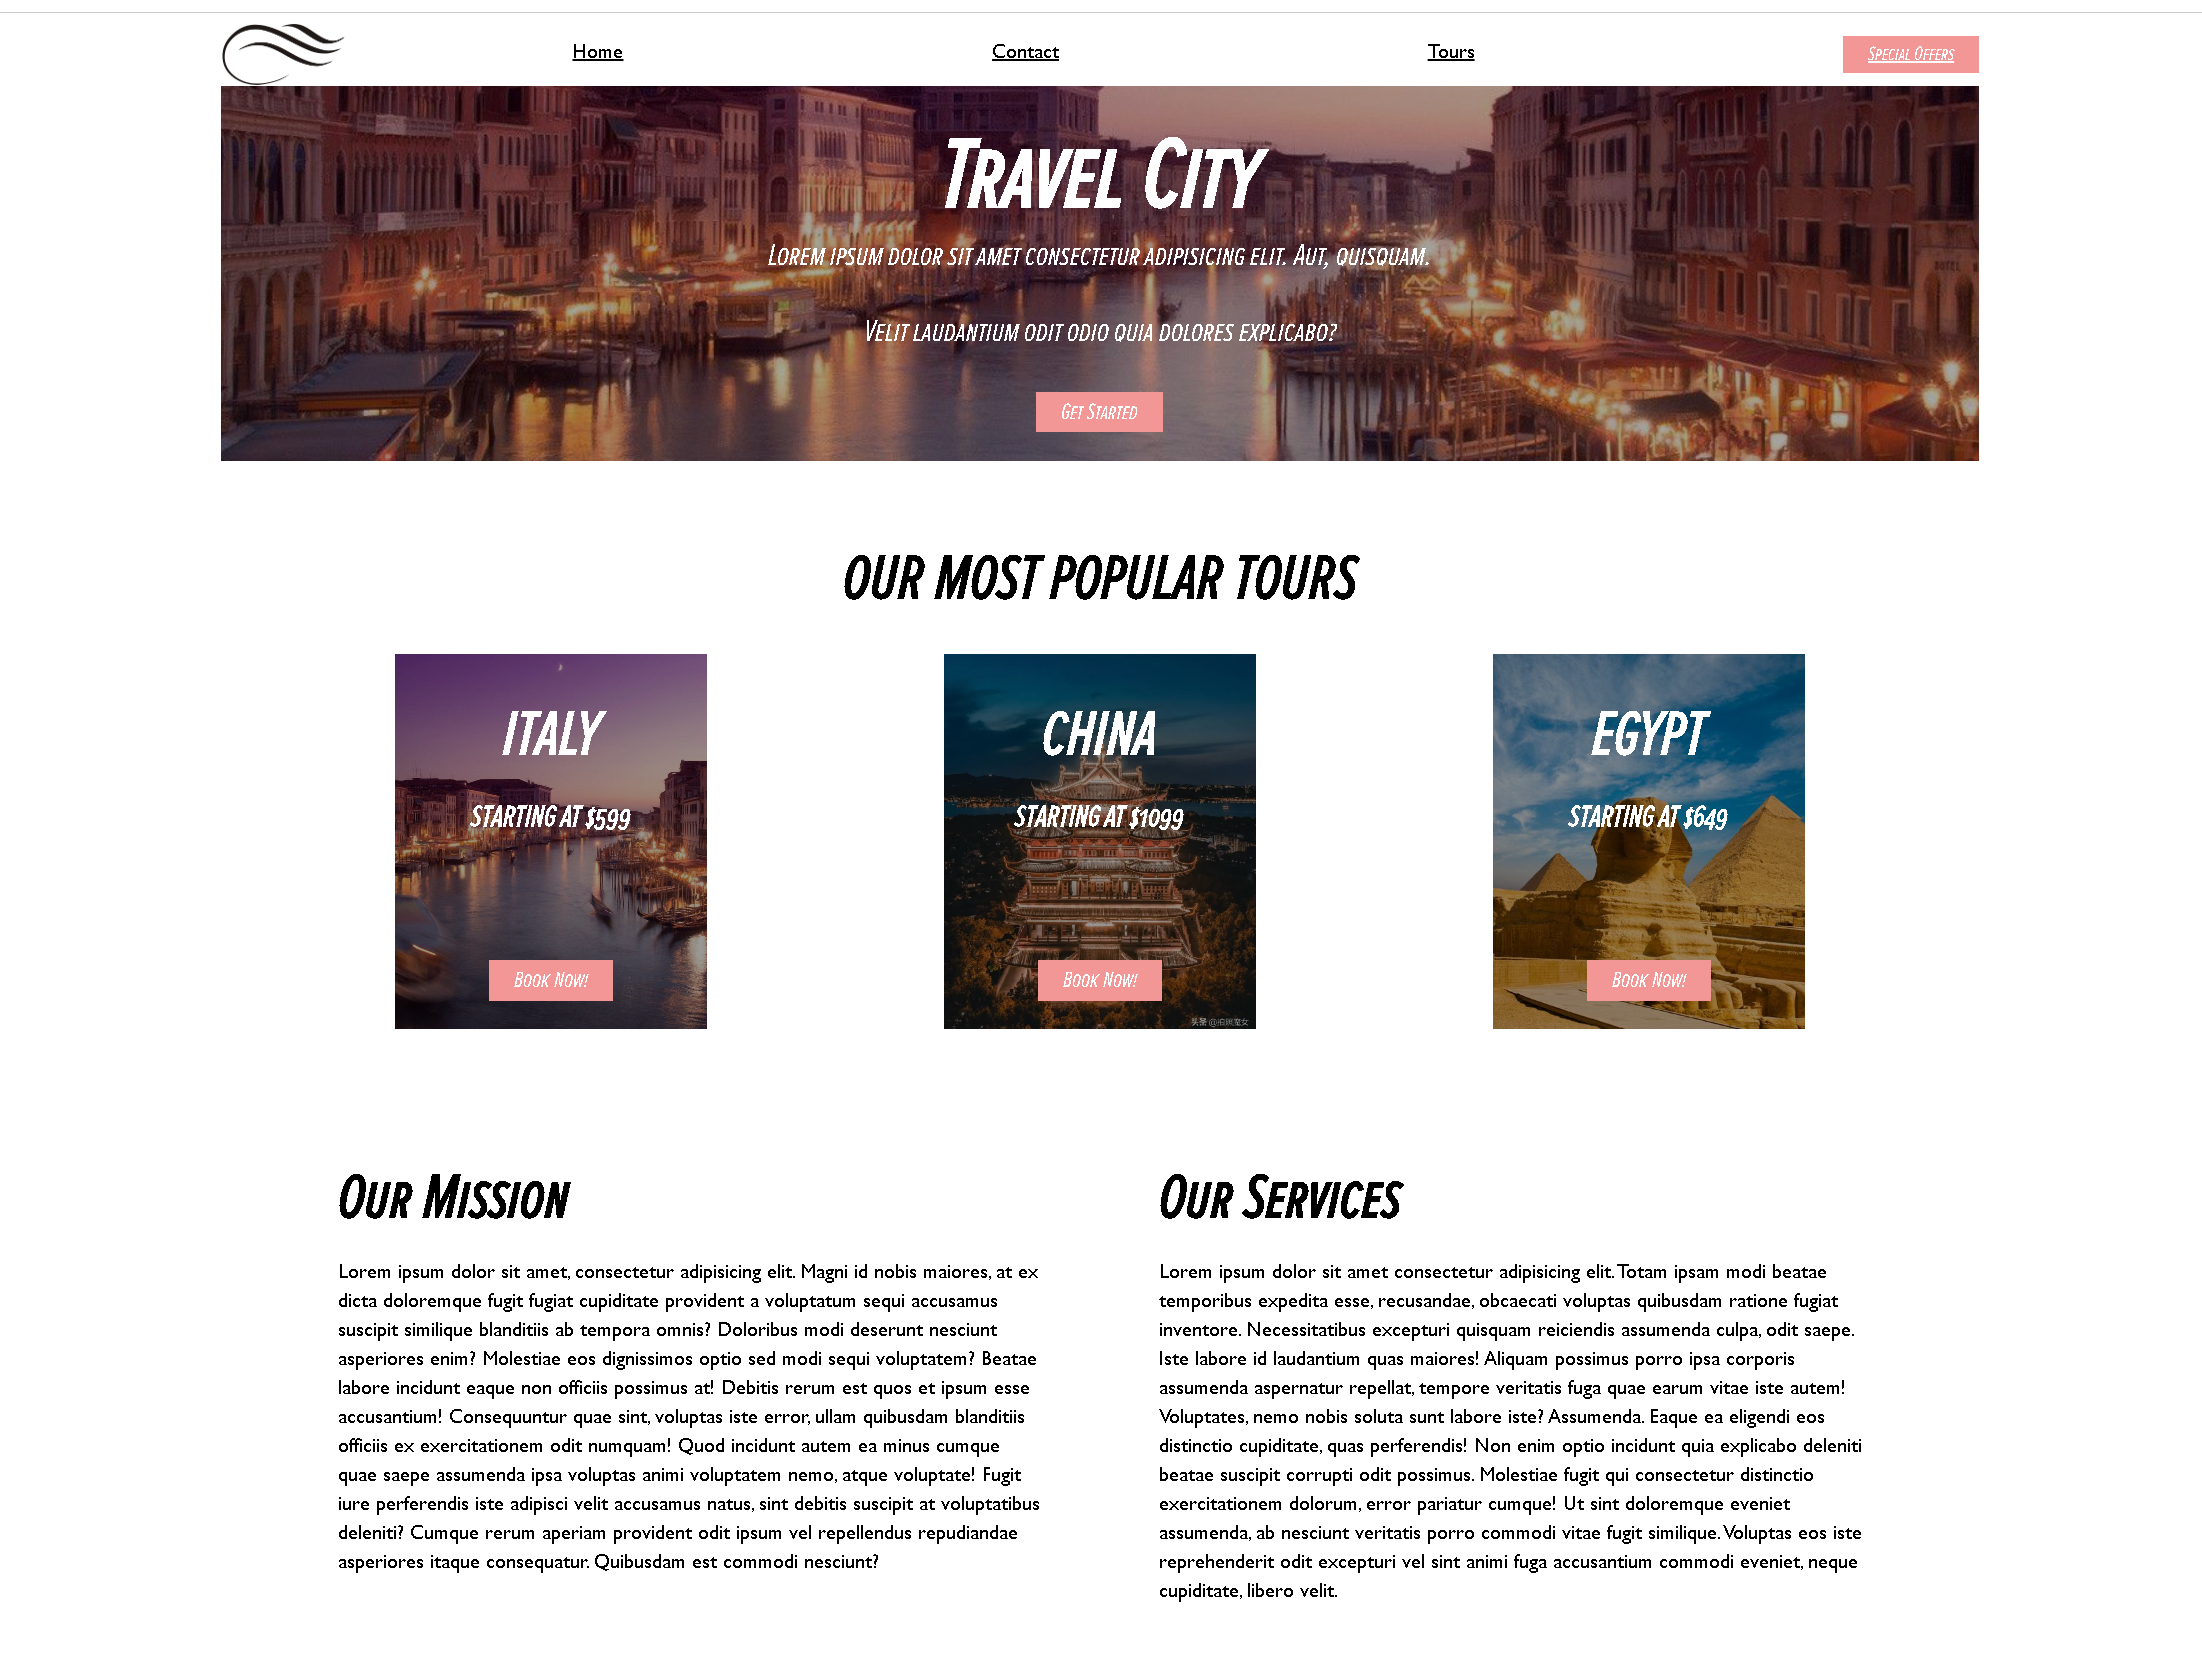 Home
Contact
Tours
Special Offers
Travel City
Lorem ipsum dolor sit amet consectetur adipisicing elit. Aut, quisquam.
Velit laudantium odit odio quia dolores explicabo?
Get Started
OUR MOST POPULAR TOURS
ITALY
STARTING AT $599
Book Now!
CHINA
STARTING AT $1099
Book Now!
EGYPT
STARTING AT $649
Book Now!
Our Mission
Lorem ipsum dolor sit amet, consectetur adipisicing elit. Magni id nobis maiores, at ex
dicta doloremque fugit fugiat cupiditate provident a voluptatum sequi accusamus
suscipit similique blanditiis ab tempora omnis? Doloribus modi deserunt nesciunt
asperiores enim? Molestiae eos dignissimos optio sed modi sequi voluptatem? Beatae
labore incidunt eaque non officiis possimus at! Debitis rerum est quos et ipsum esse
accusantium! Consequuntur quae sint, voluptas iste error, ullam quibusdam blanditiis
officiis ex exercitationem odit numquam! Quod incidunt autem ea minus cumque
quae saepe assumenda ipsa voluptas animi voluptatem nemo, atque voluptate! Fugit
iure perferendis iste adipisci velit accusamus natus, sint debitis suscipit at voluptatibus
deleniti? Cumque rerum aperiam provident odit ipsum vel repellendus repudiandae
asperiores itaque consequatur. Quibusdam est commodi nesciunt?
Our Services
Lorem ipsum dolor sit amet consectetur adipisicing elit. Totam ipsam modi beatae
temporibus expedita esse, recusandae, obcaecati voluptas quibusdam ratione fugiat
inventore. Necessitatibus excepturi quisquam reiciendis assumenda culpa, odit saepe.
Iste labore id laudantium quas maiores! Aliquam possimus porro ipsa corporis
assumenda aspernatur repellat, tempore veritatis fuga quae earum vitae iste autem!
Voluptates, nemo nobis soluta sunt labore iste? Assumenda. Eaque ea eligendi eos
distinctio cupiditate, quas perferendis! Non enim optio incidunt quia explicabo deleniti
beatae suscipit corrupti odit possimus. Molestiae fugit qui consectetur distinctio
exercitationem dolorum, error pariatur cumque! Ut sint doloremque eveniet
assumenda, ab nesciunt veritatis porro commodi vitae fugit similique. Voluptas eos iste
reprehenderit odit excepturi vel sint animi fuga accusantium commodi eveniet, neque
cupiditate, libero velit.